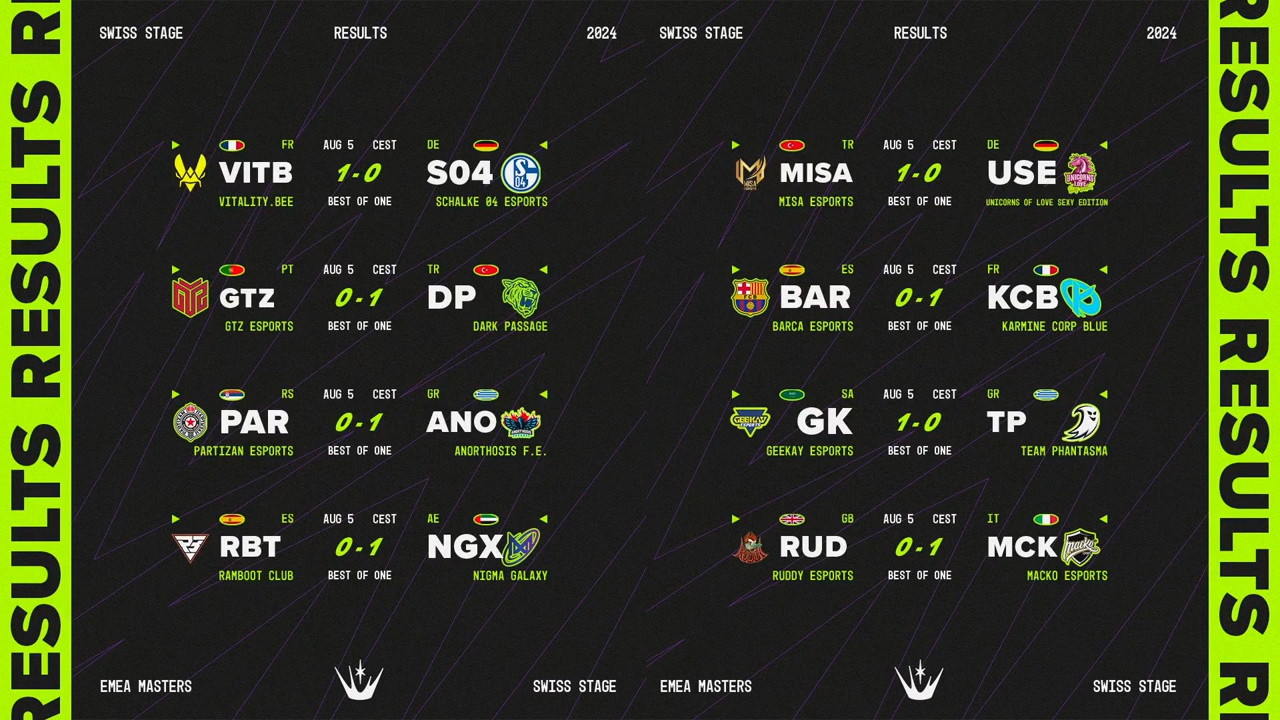 RESULTS RESULTS RESULTS
SWISS STAGE RESULTS 2024
FR AUG 5 CEST DE
VITB 1-0 S04
VITALITY.BEE BEST OF ONE SCHALKE 04 ESPORTS
PT AUG 5 CEST TR
GTZ 0-1 DP
GTZ ESPORTS BEST OF ONE DARK PASSAGE
RS AUG 5 CEST GR
PAR 0-1 ANO
PARTIZAN ESPORTS BEST OF ONE ANORTHOSIS F.E.
ES AUG 5 CEST AE
RBT 0-1 NGX
RAMBOOT CLUB BEST OF ONE NIGMA GALAXY
EMEA MASTERS SWISS STAGE
SWISS STAGE RESULTS 2024
TR AUG 5 CEST DE
MISA 1-0 USE
MISA ESPORTS BEST OF ONE UNICORNS OF LOVE SEXY EDITION
ES AUG 5 CEST FR
BAR 0-1 KCB
BARCA ESPORTS BEST OF ONE KARMINE CORP BLUE
SA AUG 5 CEST GR
GK 1-0 TP
GEEKAY ESPORTS BEST OF ONE TEAM PHANTASMA
GB AUG 5 CEST IT
RUD 0-1 MCK
RUDDY ESPORTS BEST OF ONE MACKO ESPORTS
EMEA MASTERS SWISS STAGE
RESULTS RESULTS RESULTS